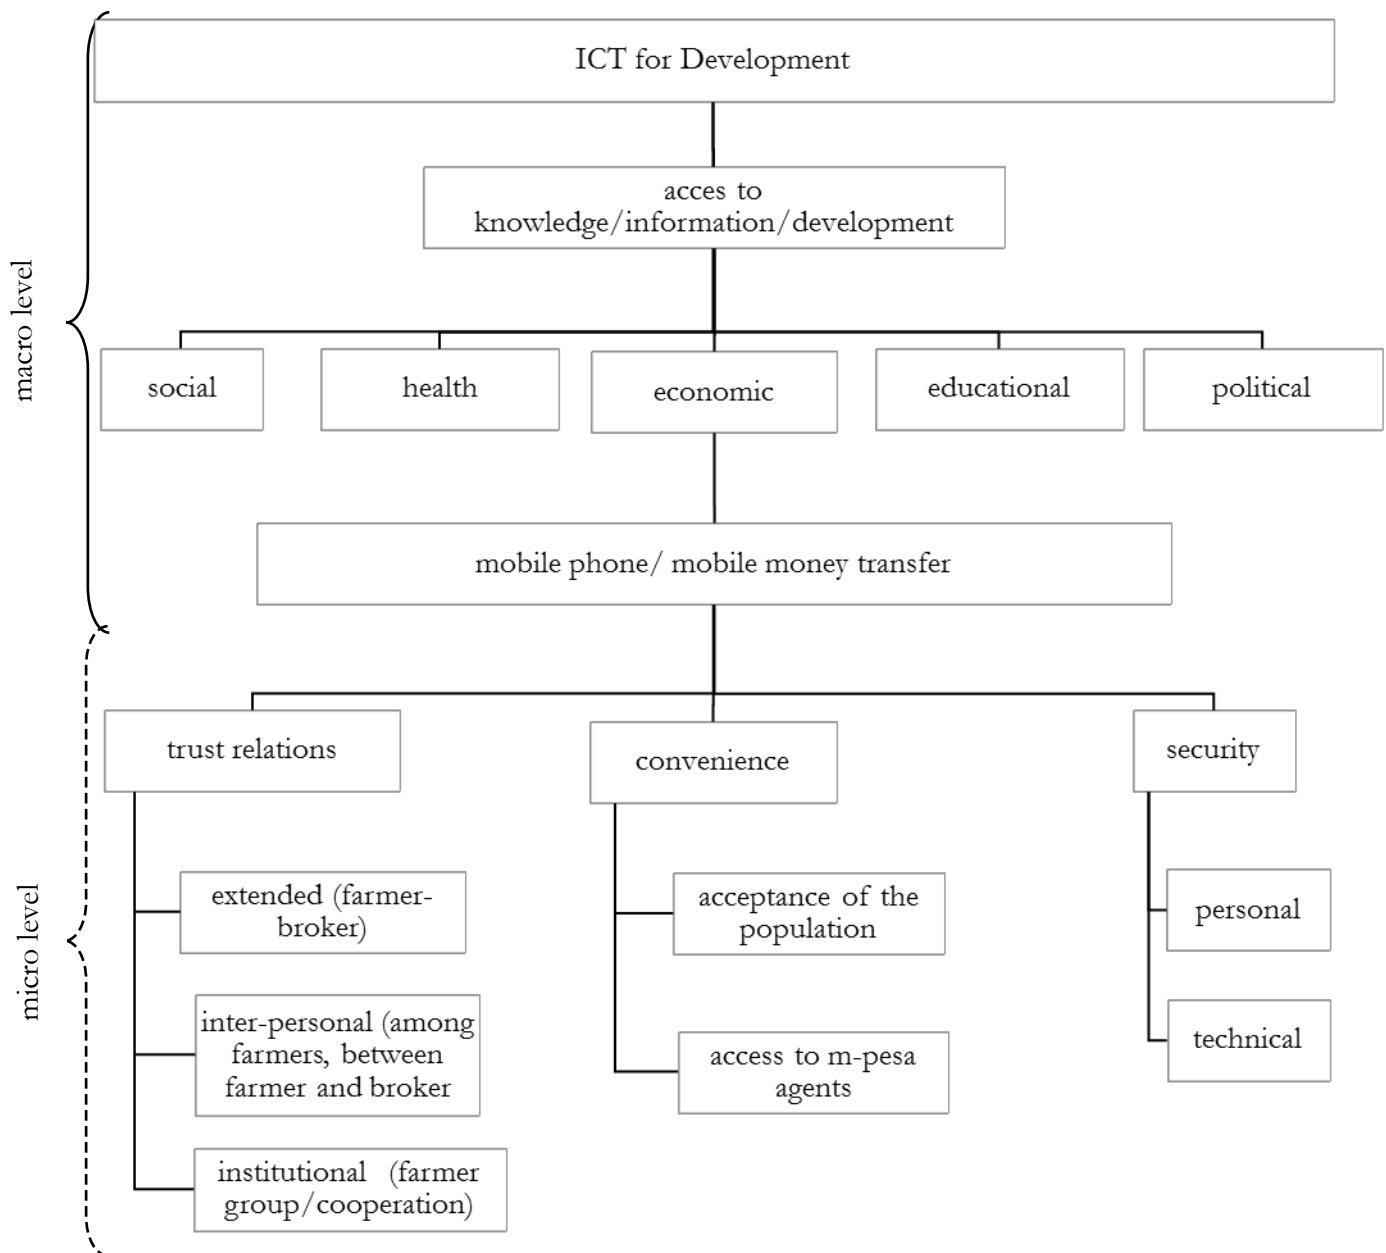 ICT for Development
acces to
knowledge/information/development
macro level
social
health
economic
educational
political
mobile phone/ mobile money transfer
micro level
trust relations
convenience
security
extended (farmer-
broker)
acceptance of the
population
personal
inter-personal (among
farmers, between
farmer and broker
access to m-pesa
agents
technical
institutional (farmer
group/cooperation)